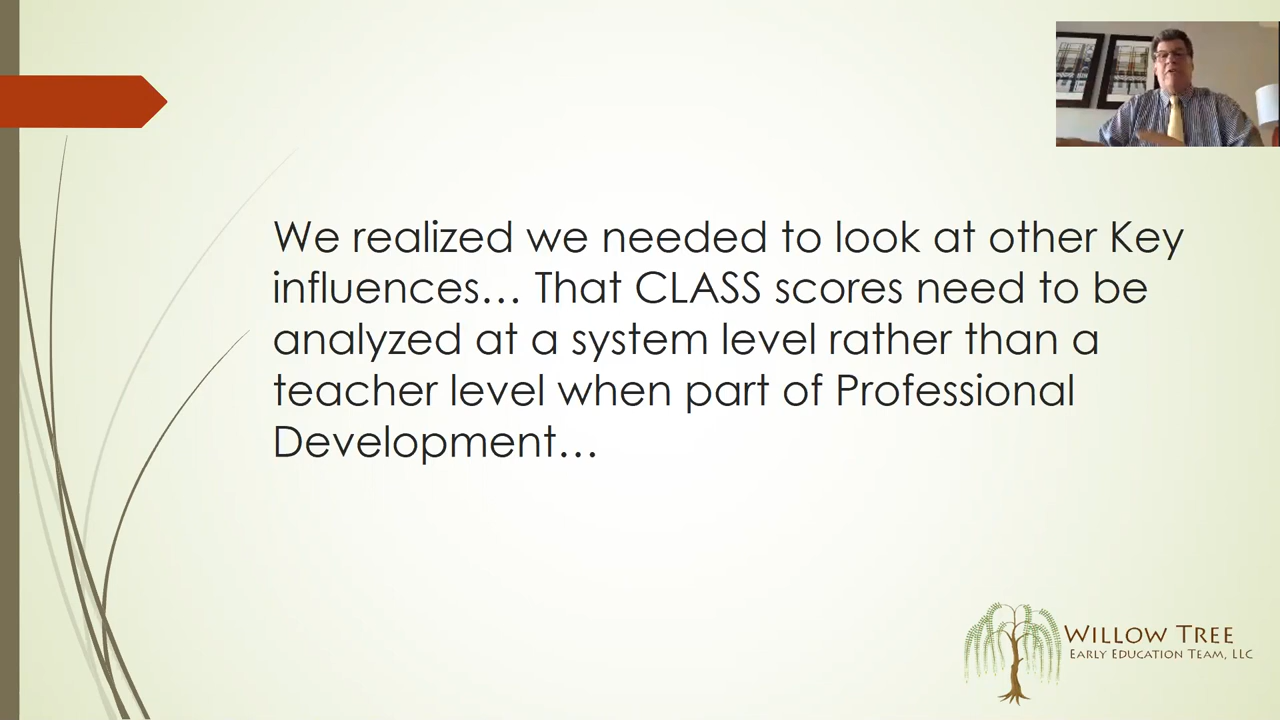 We realized we needed to look at other Key
influences… That CLASS scores need to be
analyzed at a system level rather than a
teacher level when part of Professional
Development…
WILLOW TREE
EARLY EDUCATION TEAM, LLC